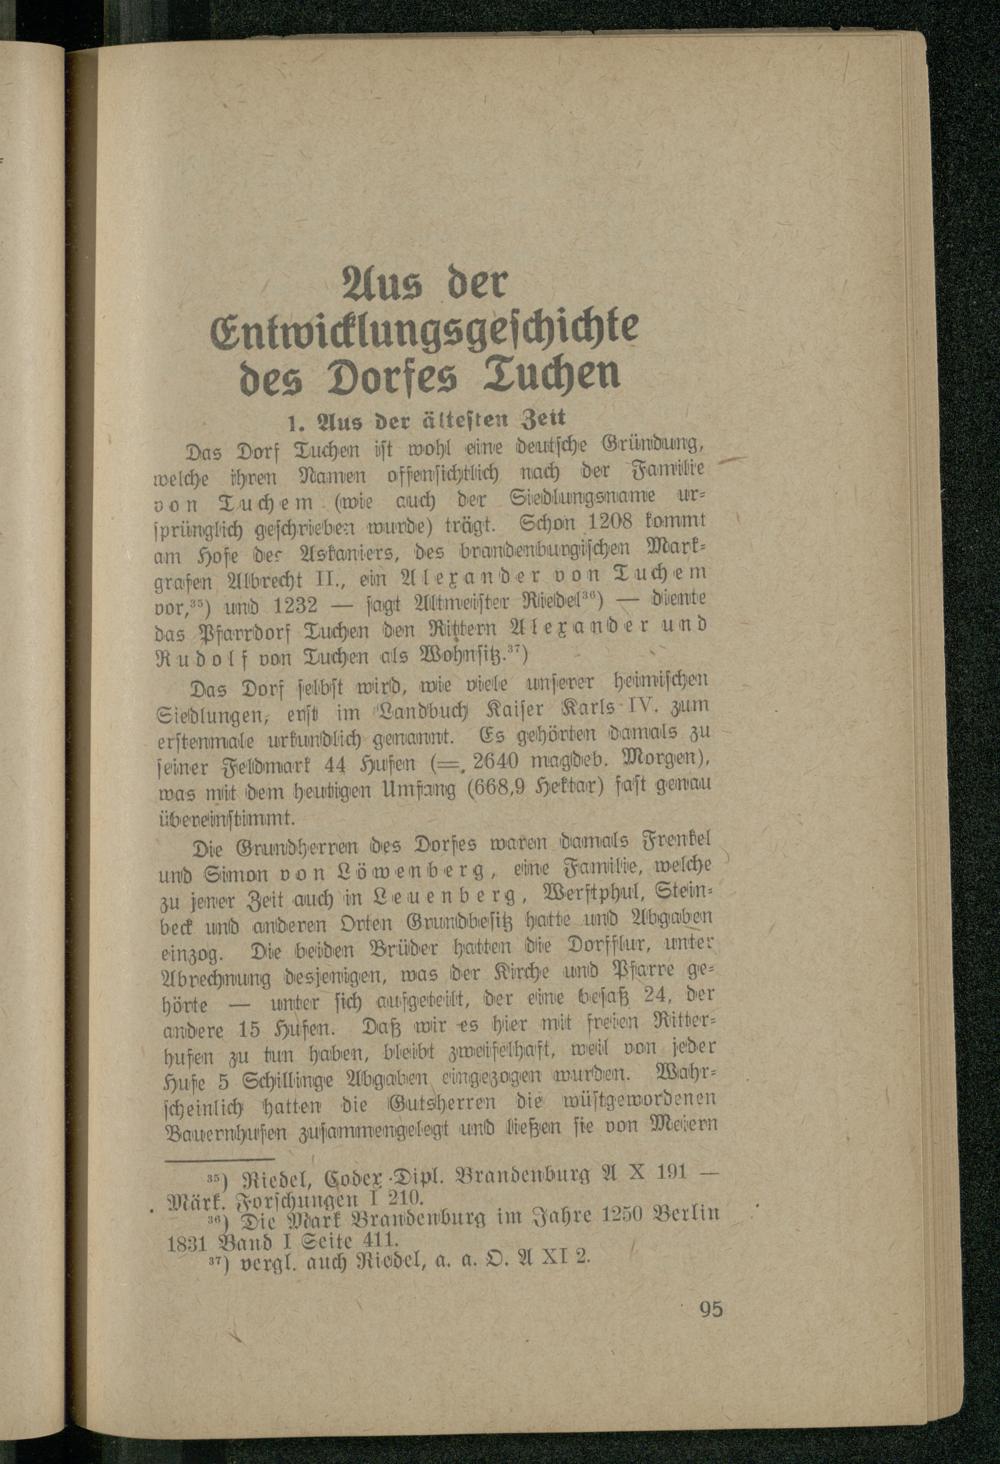 Aus der
Entwicklungsgeschichte
des Dorfes Tuchen
1. Aus der ältesten Zeit
Das Dorf Tuchen ist wohl eine deutsche Gründung,
welche ihren Namen offensichtlich nach der Familie
von Tuchem (wie auch der Siedlungsname ur-
sprünglich geschrieben wurde) trägt. Schon 1208 kommt
am Hofe des Askaniers, des brandenburgischen Mark-
grafen Albrecht II., ein Alexander von Tuchem
vor,³⁵) und 1232 — sagt Altmeister Riedel³⁶) — diente
das Pfarrdorf Tuchen den Rittern Alexander und
Rudolf von Tuchen als Wohnsitz.³⁷)
Das Dorf selbst wird, wie viele unserer heimischen
Siedlungen, erst im Landbuch Kaiser Karls IV. zum
erstenmale urkundlich genannt. Es gehörten damals zu
seiner Feldmark 44 Hufen (= 2640 magdeb. Morgen),
was mit dem heutigen Umfang (668,9 Hektar) fast genau
übereinstimmt.
Die Grundherren des Dorfes waren damals Frenkel
und Simon von Löwenberg, eine Familie, welche
zu jener Zeit auch in Leuenberg, Werftphul, Stein-
beck und anderen Orten Grundbesitz hatte und Abgaben
einzog. Die beiden Brüder hatten die Dorfflur, unter
Abrechnung desjenigen, was der Kirche und Pfarre ge-
hörte — unter sich aufgeteilt, der eine besaß 24, der
andere 15 Hufen. Daß wir es hier mit freien Ritter-
hufen zu tun haben, bleibt zweifelhaft, weil von jeder
Hufe 5 Schillinge Abgaben eingezogen wurden. Wahr-
scheinlich hatten die Gutsherren die wüstgewordenen
Bauernhufen zusammengelegt und ließen sie von Meiern
³⁵) Riedel, Codex Dipl. Brandenburg A X 191 —
Märk. Forschungen I 210.
³⁶) Die Mark Brandenburg im Jahre 1250 Berlin
1831 Band I Seite 411.
³⁷) vergl. auch Riedel, a. a. O. A XI 2.
95